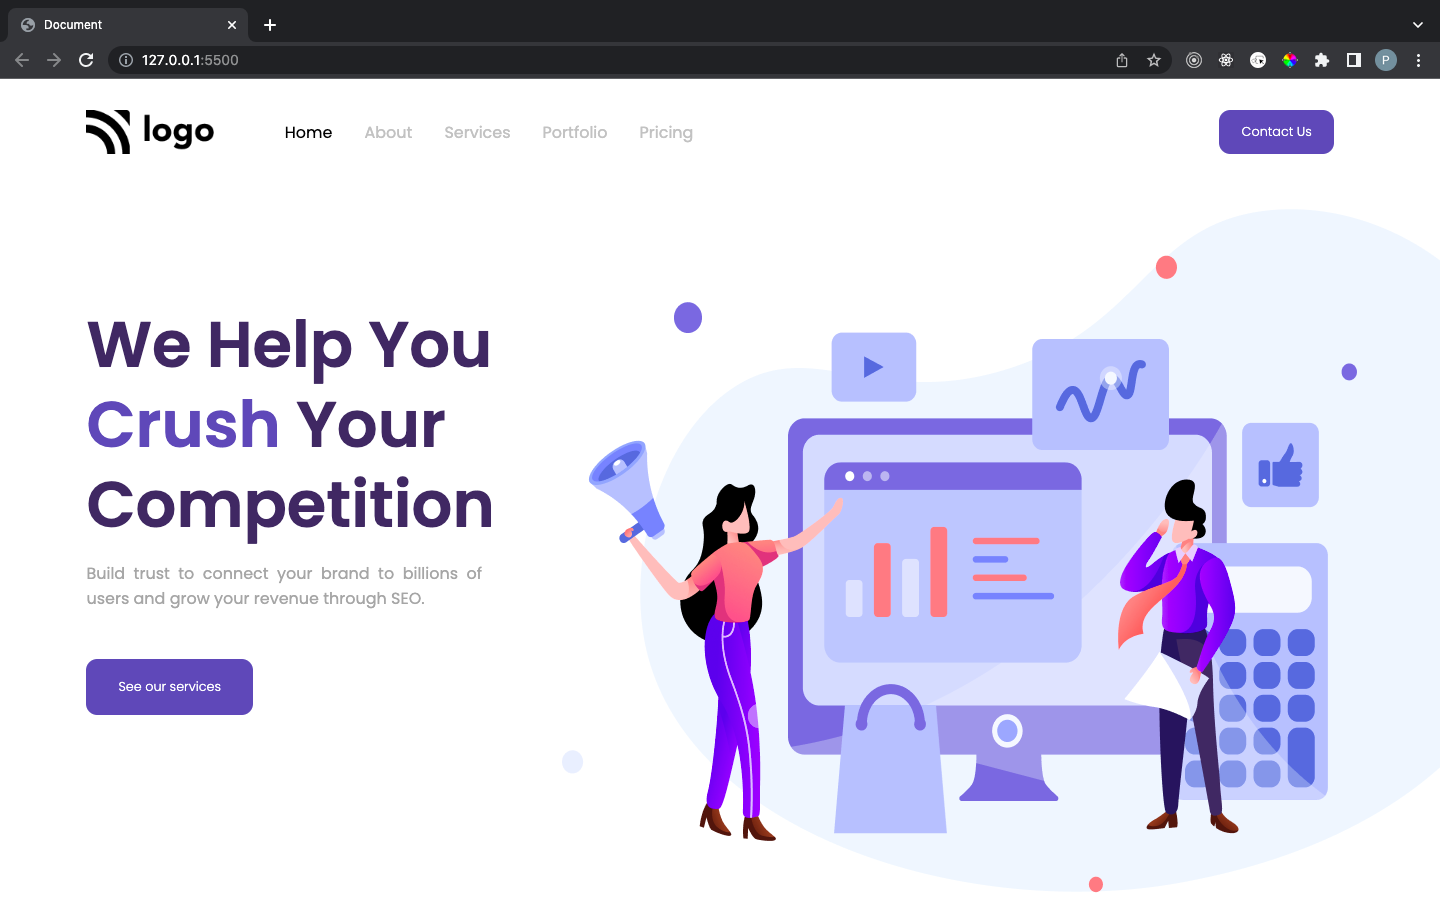 Document
127.0.0.1:5500
P
logo
Home About Services Portfolio Pricing
Contact Us
We Help You
Crush Your
Competition
Build trust to connect your brand to billions of
users and grow your revenue through SEO.
See our services